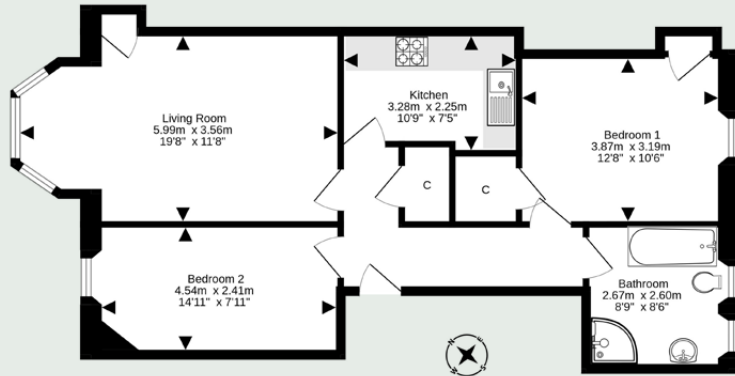 Living Room
5.99m x 3.56m
19'8" x 11'8"
Kitchen
3.28m x 2.25m
10'9" x 7'5"
Bedroom 1
3.87m x 3.19m
12'8" x 10'6"
C
C
Bedroom 2
4.54m x 2.41m
14'11" x 7'11"
Bathroom
2.67m x 2.60m
8'9" x 8'6"
N
E
S
W